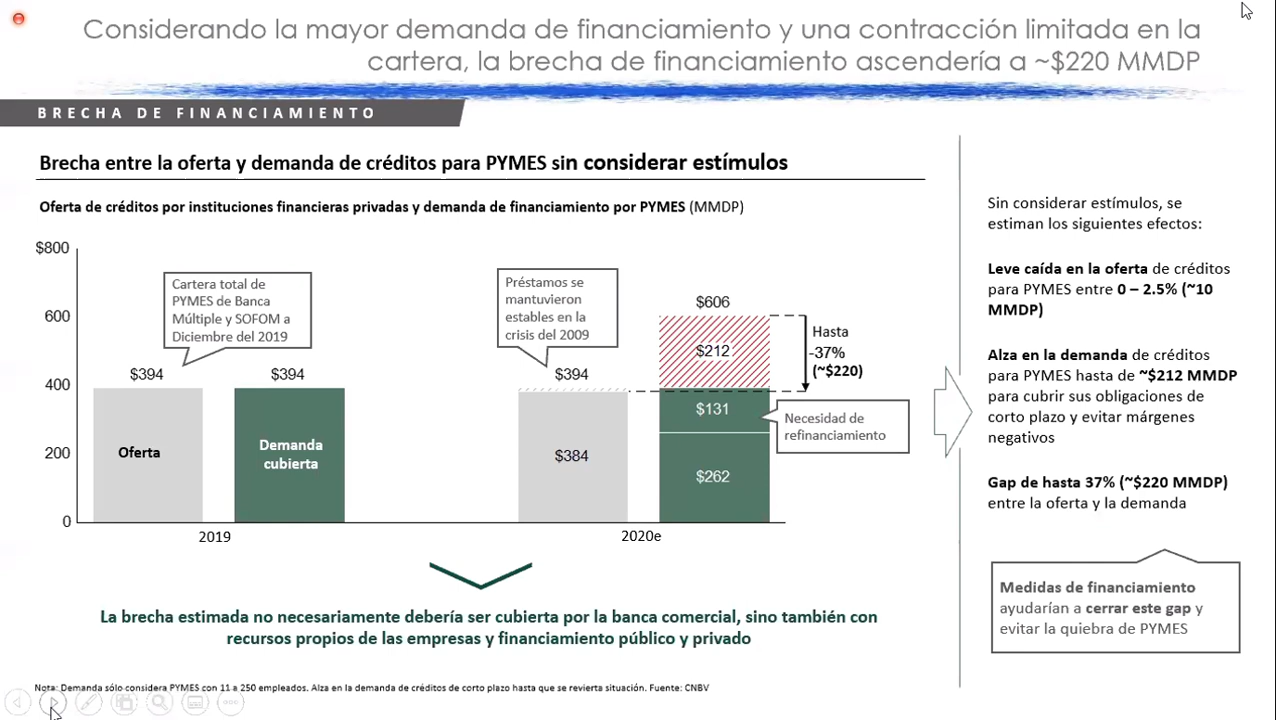 Considerando la mayor demanda de financiamiento y una contracción limitada en la
cartera, la brecha de financiamiento ascendería a ~$220 MMDP
BRECHA DE FINANCIAMIENTO
Brecha entre la oferta y demanda de créditos para PYMES sin considerar estímulos
Oferta de créditos por instituciones financieras privadas y demanda de financiamiento por PYMES (MMDP)
$800
600
400
200
0
Cartera total de
PYMES de Banca
Múltiple y SOFOM a
Diciembre del 2019
$394
$394
Oferta
Demanda
cubierta
2019
Préstamos se
mantuvieron
estables en la
crisis del 2009
$394
$384
$606
$212
$131
$262
2020e
Hasta
-37%
(~$220)
Necesidad de
refinanciamiento
La brecha estimada no necesariamente debería ser cubierta por la banca comercial, sino también con
recursos propios de las empresas y financiamiento público y privado
Sin considerar estímulos, se
estiman los siguientes efectos:
Leve caída en la oferta de créditos
para PYMES entre 0 – 2.5% (~10
MMDP)
Alza en la demanda de créditos
para PYMES hasta de ~$212 MMDP
para cubrir sus obligaciones de
corto plazo y evitar márgenes
negativos
Gap de hasta 37% (~$220 MMDP)
entre la oferta y la demanda
Medidas de financiamiento
ayudarían a cerrar este gap y
evitar la quiebra de PYMES
Nota: Demanda sólo considera PYMES con 11 a 250 empleados. Alza en la demanda de créditos de corto plazo hasta que se revierta situación. Fuente: CNBV